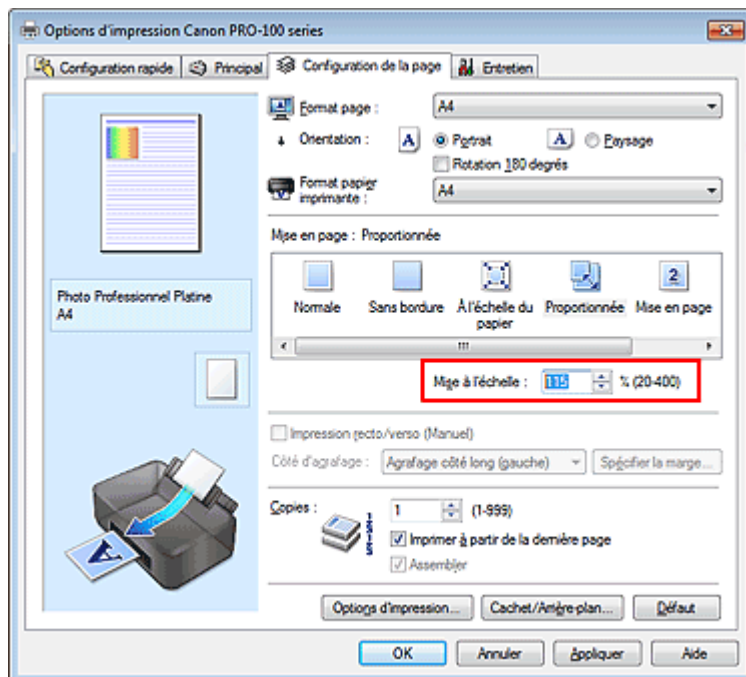 Options d'impression Canon PRO-100 series
Configuration rapide Principal Configuration de la page Entretien
Format page : A4
Orientation : A Portrait A Paysage
Rotation 180 degrés
Format papier imprimante : A4
Mise en page : Proportionnée
Photo Professionnel Platine
A4
2
Normale Sans bordure À l'échelle du papier Proportionnée Mise en page
Mise à l'échelle : 115 % (20-400)
Impression recto/verso (Manuel)
Côté d'agrafage : Agrafage côté long (gauche) Spécifier la marge...
Copies : 1 (1-999)
Imprimer à partir de la dernière page
Assembler
A
Options d'impression... Cachet/Arrière-plan... Défaut
OK Annuler Appliquer Aide